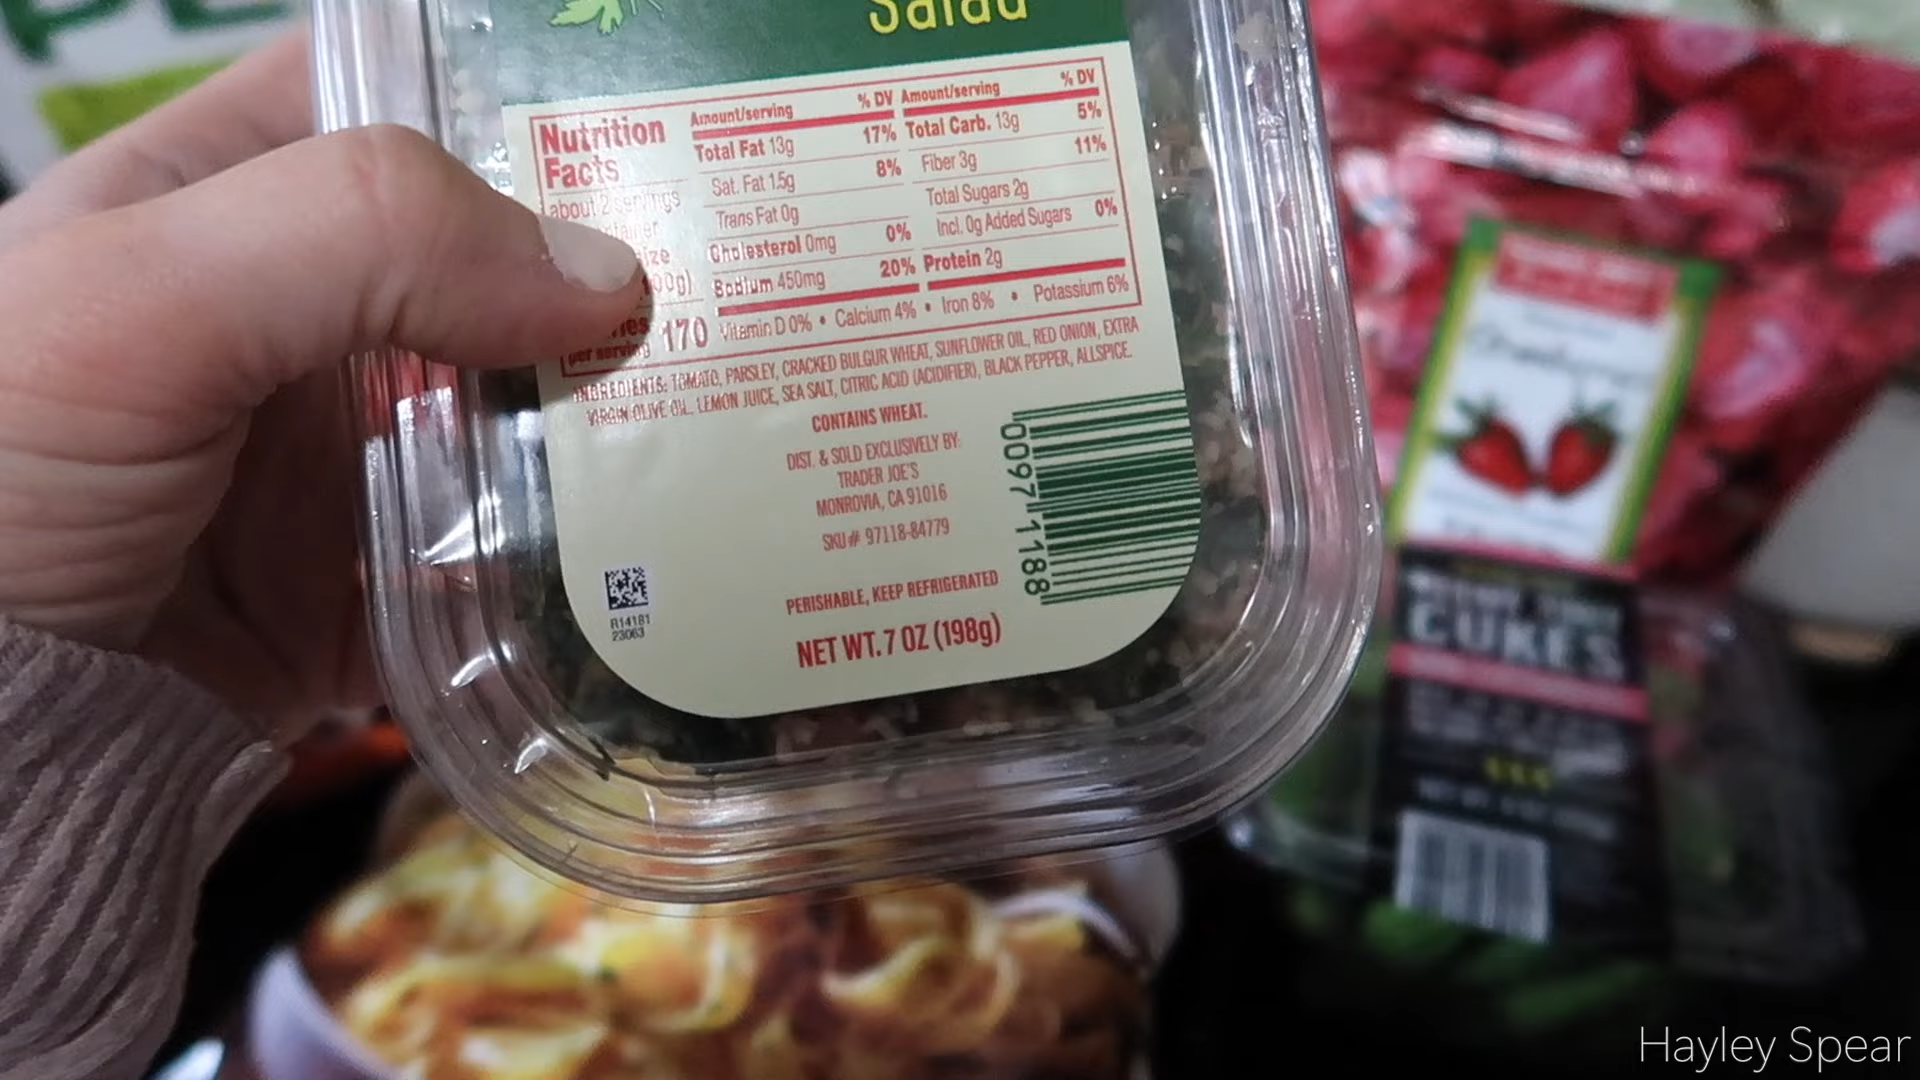 Salad
Nutrition
Facts
about 2 servings
(100g)
170
per serving
Amount/serving % DV
Total Fat 13g 17%
Sat. Fat 1.5g 8%
Trans Fat 0g
Cholesterol 0mg 0%
Sodium 450mg 20%
Amount/serving % DV
Total Carb. 13g 5%
Fiber 3g 11%
Total Sugars 2g
Incl. 0g Added Sugars 0%
Protein 2g
Vitamin D 0% • Calcium 4% • Iron 8% • Potassium 6%
INGREDIENTS: TOMATO, PARSLEY, CRACKED BULGUR WHEAT, SUNFLOWER OIL, RED ONION, EXTRA
VIRGIN OLIVE OIL, LEMON JUICE, SEA SALT, CITRIC ACID (ACIDIFIER), BLACK PEPPER, ALLSPICE.
CONTAINS WHEAT.
DIST. & SOLD EXCLUSIVELY BY:
TRADER JOE'S
MONROVIA, CA 91016
SKU# 97118-84779
PERISHABLE, KEEP REFRIGERATED
NET WT. 7 OZ (198g)
R14181
23063
0097 1188
CUKES
Hayley Spear